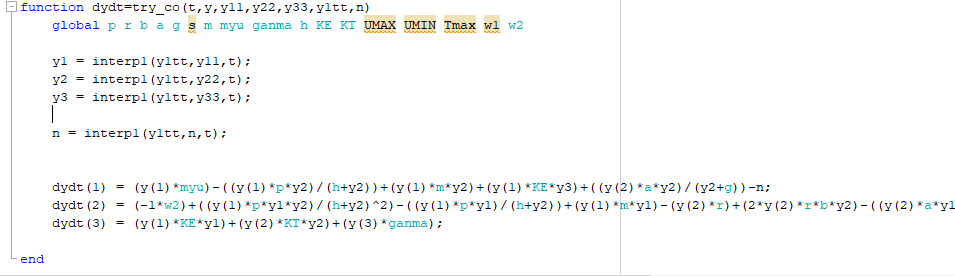 function dydt=try_co(t,y,y11,y22,y33,y1tt,n)
global p r b a g s m myu ganma h KE KT UMAX UMIN Tmax w1 w2
y1 = interp1(y1tt,y11,t);
y2 = interp1(y1tt,y22,t);
y3 = interp1(y1tt,y33,t);
n = interp1(y1tt,n,t);
dydt(1) = (y(1)*myu)-((y(1)*p*y2)/(h+y2))+(y(1)*m*y2)+(y(1)*KE*y3)+((y(2)*a*y2)/(y2+g))-n;
dydt(2) = (-1*w2)+((y(1)*p*y1*y2)/(h+y2)^2)-((y(1)*p*y1)/(h+y2))+(y(1)*m*y1)-(y(2)*r)+(2*y(2)*r*b*y2)-((y(2)*a*y1
dydt(3) = (y(1)*KE*y1)+(y(2)*KT*y2)+(y(3)*ganma);
end